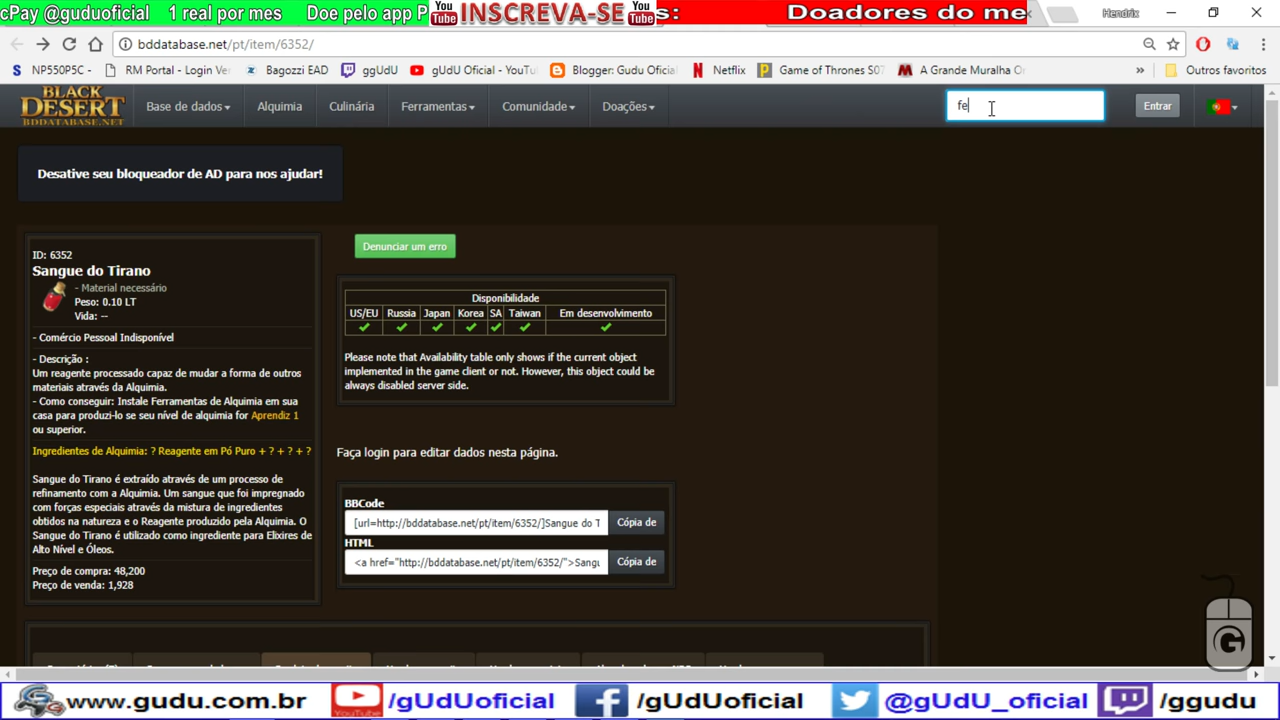 cPay @guduoficial 1 real por mes Doe pelo app P
You Tube INSCREVA-SE You Tube
s: Doadores do me
Hendrix
bddatabase.net/pt/item/6352/
NP550P5C -
RM Portal - Login Ve
Bagozzi EAD
ggUdU
gUdU Oficial - YouTu
Blogger: Gudu Oficia
Netflix
Game of Thrones S07
A Grande Muralha
»
Outros favoritos
BLACK DESERT
BDDATABASE.NET
Base de dados
Alquimia
Culinária
Ferramentas
Comunidade
Doações
fe
Entrar
Desative seu bloqueador de AD para nos ajudar!
ID: 6352
Sangue do Tirano
- Material necessário
Peso: 0.10 LT
Vida: --
- Comércio Pessoal Indisponível
- Descrição :
Um reagente processado capaz de mudar a forma de outros
materiais através da Alquimia.
- Como conseguir: Instale Ferramentas de Alquimia em sua
casa para produzi-lo se seu nível de alquimia for Aprendiz 1
ou superior.
Ingredientes de Alquimia: ? Reagente em Pó Puro + ? + ? + ?
Sangue do Tirano é extraído através de um processo de
refinamento com a Alquimia. Um sangue que foi impregnado
com forças especiais através da mistura de ingredientes
obtidos na natureza e o Reagente produzido pela Alquimia. O
Sangue do Tirano é utilizado como ingrediente para Elixires de
Alto Nível e Óleos.
Preço de compra: 48,200
Preço de venda: 1,928
Denunciar um erro
Disponibilidade
US/EU Russia Japan Korea SA Taiwan Em desenvolvimento
Please note that Availability table only shows if the current object
implemented in the game client or not. However, this object could be
always disabled server side.
Faça login para editar dados nesta página.
BBCode
[url=http://bddatabase.net/pt/item/6352/]Sangue do T
Cópia de
HTML
<a href="http://bddatabase.net/pt/item/6352/">Sangu
Cópia de
G
www.gudu.com.br
YouTube
/gUdUoficial
/gUdUoficial
@gUdU_oficial
/ggudu